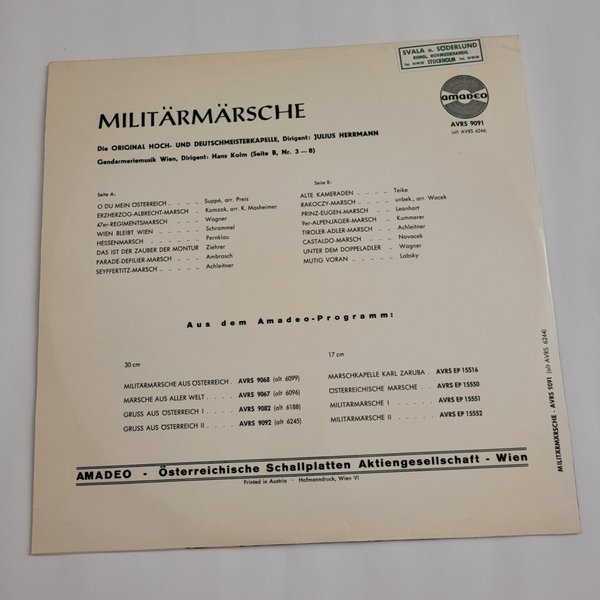 SVALA o. SÖDERLUND
KUNGL. HOVMUSIKHANDLARE
STOCKHOLM
amadeo
AVRS 9091
(alt AVRS 6244)
MILITÄRMÄRSCHE
Die ORIGINAL HOCH- UND DEUTSCHMEISTERKAPELLE, Dirigent: JULIUS HERRMANN
Gendarmeriemusik Wien, Dirigent: Hans Kolm (Seite B, Nr. 3 — 8)
Seite A:
O DU MEIN ÖSTERREICH . . . . Suppé, arr. Preis
ERZHERZOG-ALBRECHT-MARSCH . Komzak, arr. K. Mosheimer
47er-REGIMENTSMARSCH . . . . Wagner
WIEN BLEIBT WIEN . . . . Schrammel
HESSENMARSCH . . . . Pernklau
DAS IST DER ZAUBER DER MONTUR Ziehrer
PARADE-DEFILIER-MARSCH . . . . Ambrosch
SEYFFERTITZ-MARSCH . . . . Achleitner
Seite B:
ALTE KAMERADEN . . . . Teike
RAKOCZY-MARSCH . . . . unbek., arr. Wacek
PRINZ-EUGEN-MARSCH . . . . Leonhart
9er-ALPENJÄGER-MARSCH . . . . Kummerer
TIROLER-ADLER-MARSCH . . . . Achleitner
CASTALDO-MARSCH . . . . Novacek
UNTER DEM DOPPELADLER . . . . Wagner
MUTIG VORAN . . . . Labsky
Aus dem Amadeo-Programm:
30 cm
MILITÄRMÄRSCHE AUS ÖSTERREICH . AVRS 9068 (alt 6099)
MÄRSCHE AUS ALLER WELT . . . AVRS 9067 (alt 6096)
GRUSS AUS ÖSTERREICH I . . . AVRS 9082 (alt 6188)
GRUSS AUS ÖSTERREICH II . . . AVRS 9092 (alt 6245)
17 cm
MARSCHKAPELLE KARL ZARUBA . AVRS EP 15516
ÖSTERREICHISCHE MÄRSCHE . . AVRS EP 15550
MILITÄRMÄRSCHE I . . . . . AVRS EP 15551
MILITÄRMÄRSCHE II . . . . . AVRS EP 15552
AMADEO - Österreichische Schallplatten Aktiengesellschaft - Wien
Printed in Austria · Hofmanndruck, Wien VI
MILITÄRMÄRSCHE · AVRS 9091 (alt AVRS 6244)